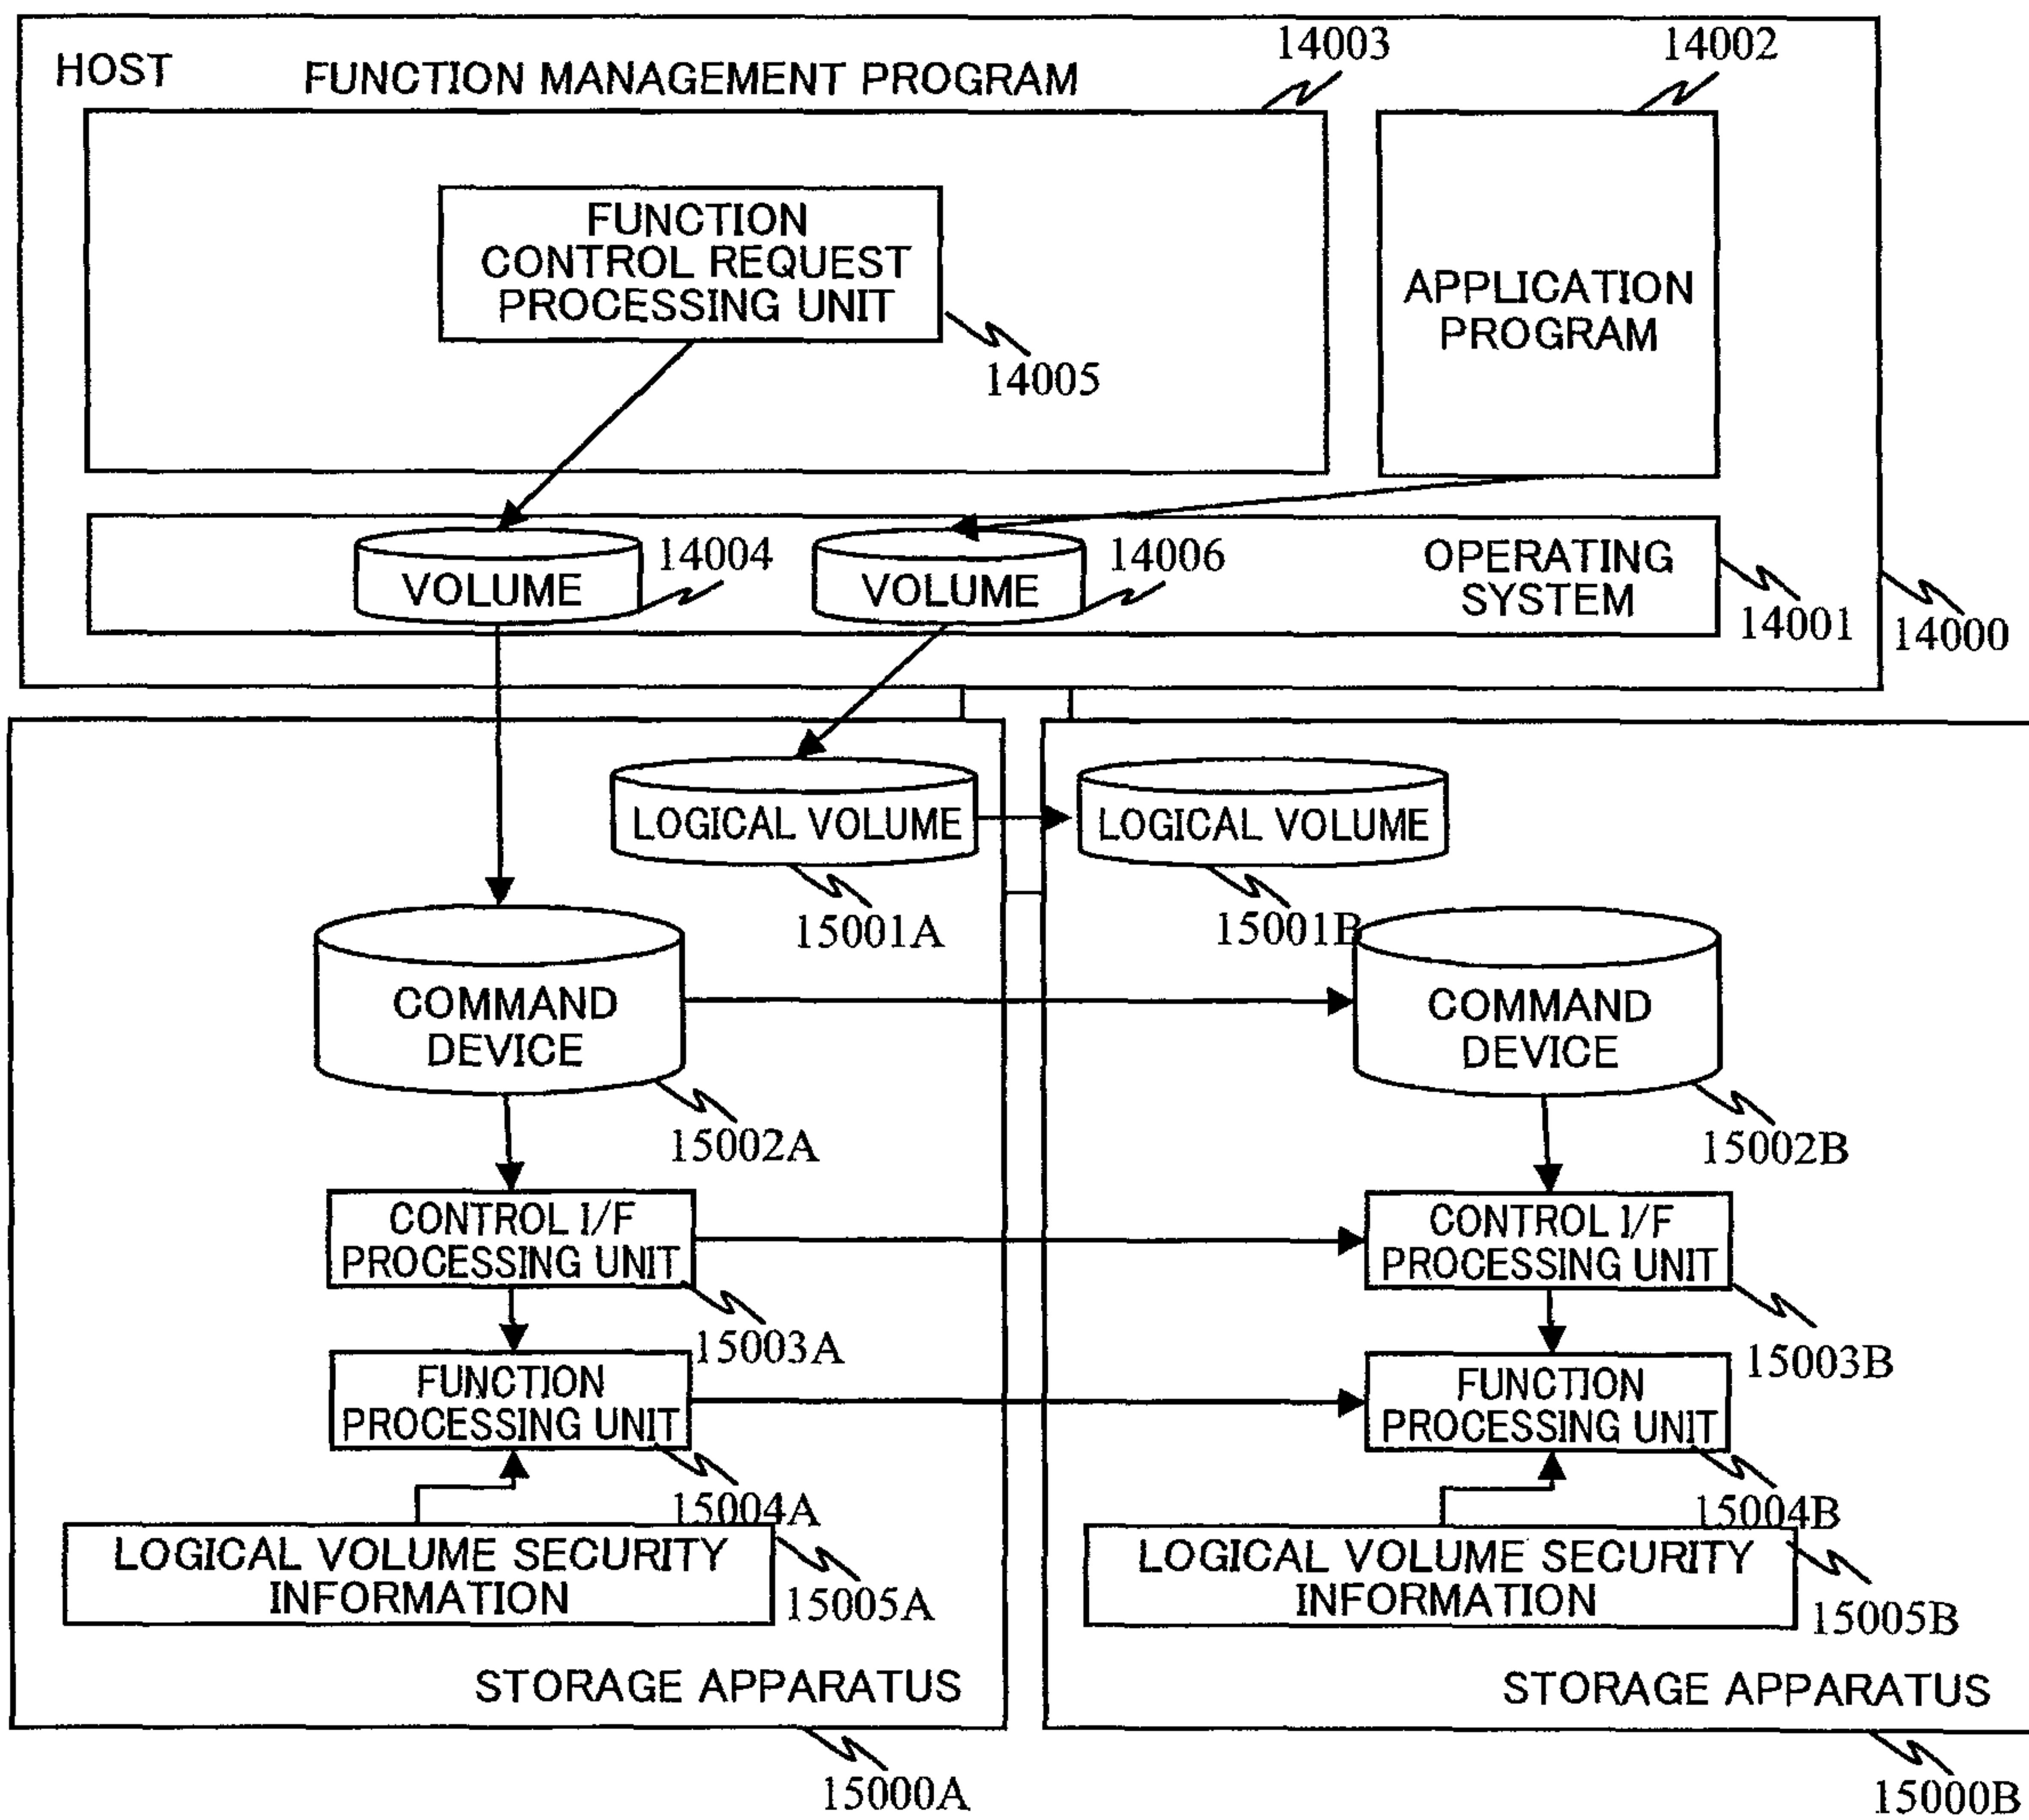 14003
14002
HOST
FUNCTION MANAGEMENT PROGRAM
FUNCTION
CONTROL REQUEST
PROCESSING UNIT
14005
APPLICATION
PROGRAM
VOLUME
14004
VOLUME
14006
OPERATING
SYSTEM
14001
14000
LOGICAL VOLUME
LOGICAL VOLUME
15001A
15001B
COMMAND
DEVICE
COMMAND
DEVICE
15002A
15002B
CONTROL I/F
PROCESSING UNIT
CONTROL I/F
PROCESSING UNIT
15003A
15003B
FUNCTION
PROCESSING UNIT
FUNCTION
PROCESSING UNIT
15004A
15004B
LOGICAL VOLUME SECURITY
INFORMATION
15005A
LOGICAL VOLUME SECURITY
INFORMATION
15005B
STORAGE APPARATUS
STORAGE APPARATUS
15000A
15000B